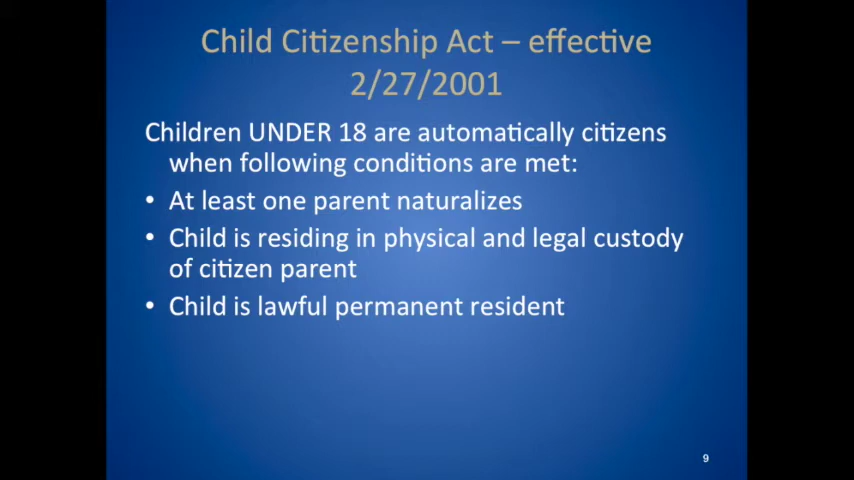 Child Citizenship Act – effective
2/27/2001
Children UNDER 18 are automatically citizens
when following conditions are met:
• At least one parent naturalizes
• Child is residing in physical and legal custody
of citizen parent
• Child is lawful permanent resident
9